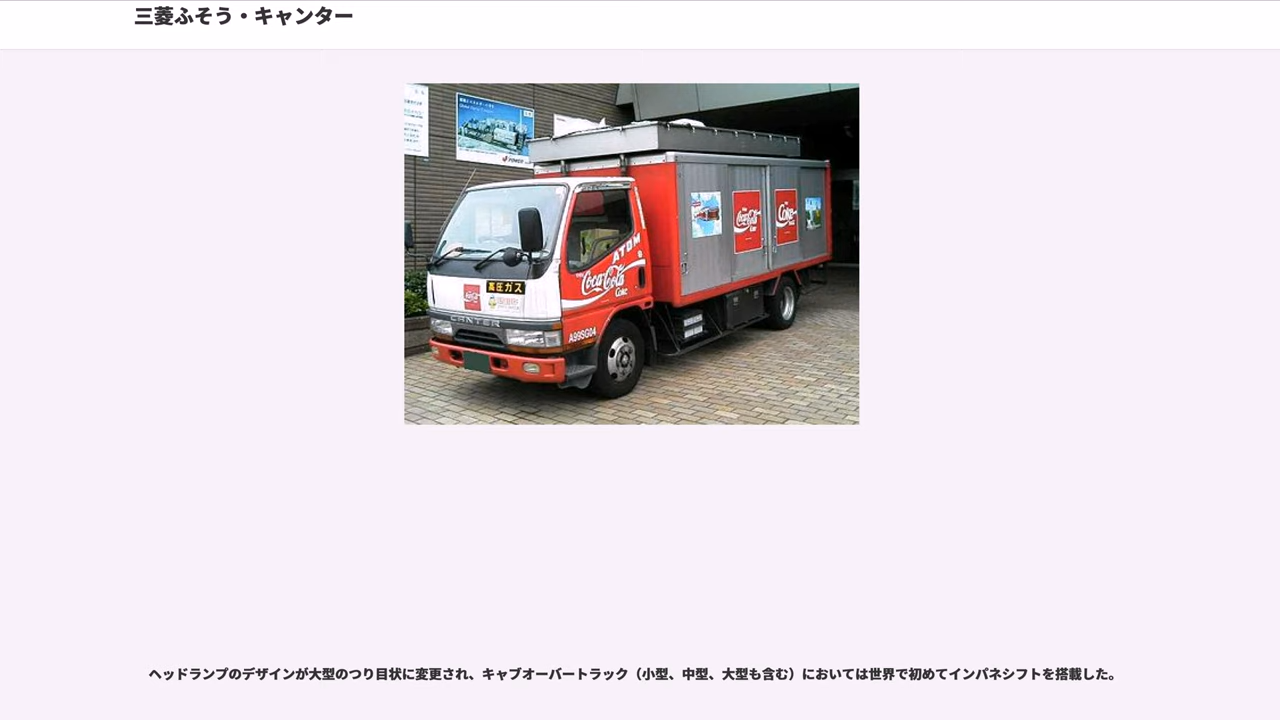 三菱ふそう・キャンター
POWER
ATOM
Coca-Cola
Coke
Coca-Cola
Coke
高圧ガス
CANTER
A99SG04
ヘッドランプのデザインが大型のつり目状に変更され、キャブオーバートラック（小型、中型、大型も含む）においては世界で初めてインパネシフトを搭載した。